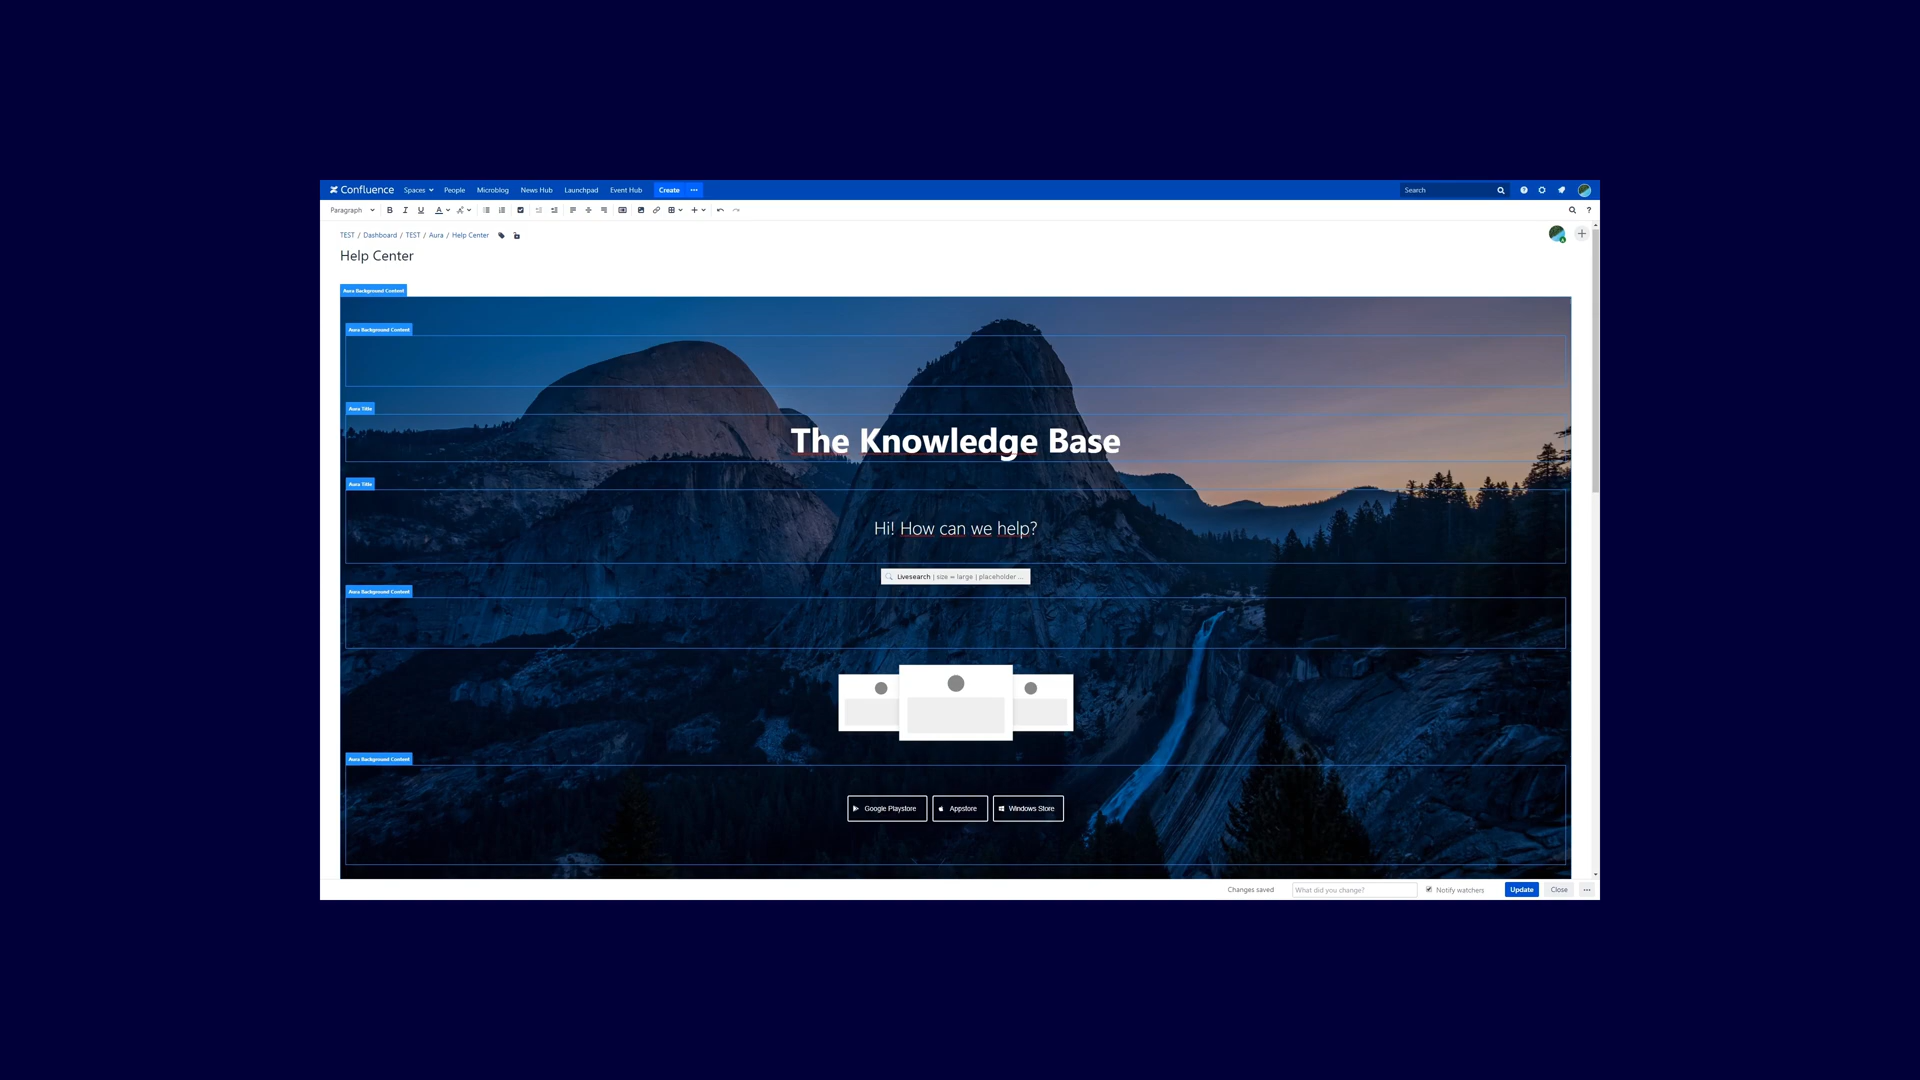 Confluence Spaces People Microblog News Hub Launchpad Event Hub Create ··· Search
Paragraph B I U A ?
TEST / Dashboard / TEST / Aura / Help Center
Help Center
Aura Background Content
Aura Background Content
Aura Title
The Knowledge Base
Aura Title
Hi! How can we help?
Livesearch | size = large | placeholder ...
Aura Background Content
Aura Background Content
Google Playstore Appstore Windows Store
Changes saved What did you change? Notify watchers Update Close ···